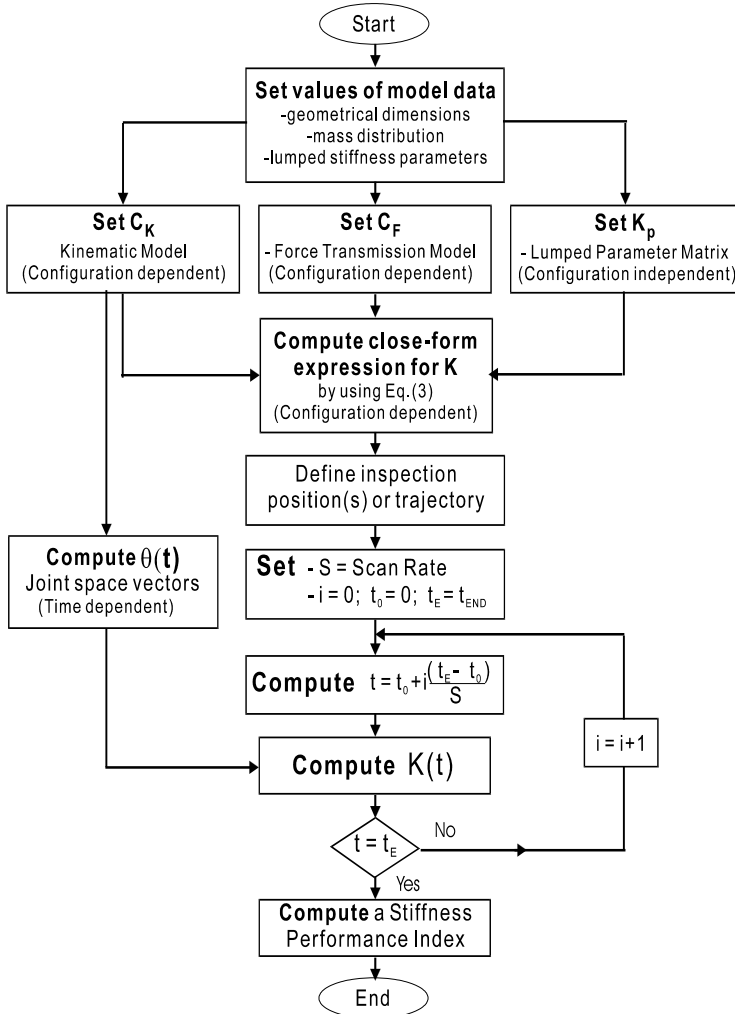 Start
Set values of model data
-geometrical dimensions
-mass distribution
-lumped stiffness parameters
Set C_K
Kinematic Model
(Configuration dependent)
Set C_F
- Force Transmission Model
(Configuration dependent)
Set K_p
- Lumped Parameter Matrix
(Configuration independent)
Compute close-form
expression for K
by using Eq.(3)
(Configuration dependent)
Define inspection
position(s) or trajectory
Compute θ(t)
Joint space vectors
(Time dependent)
Set - S = Scan Rate
- i = 0; t_0 = 0; t_E = t_END
Compute t = t_0 + i (t_E - t_0) / S
i = i+1
Compute K(t)
t = t_E
No
Yes
Compute a Stiffness
Performance Index
End